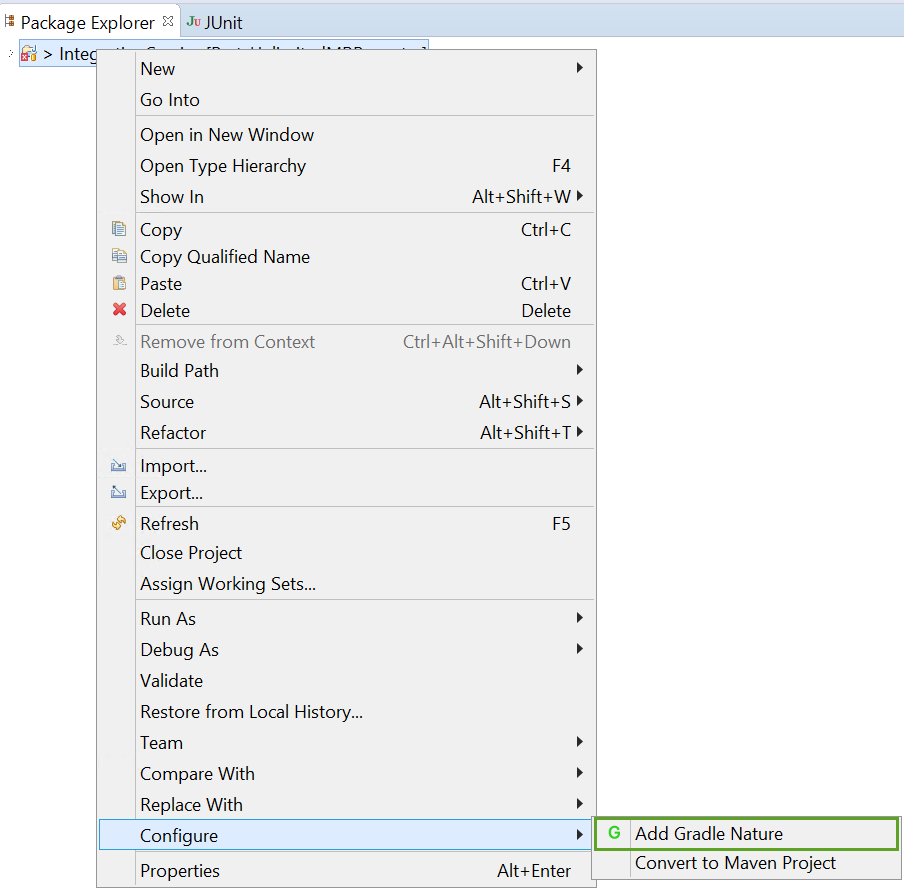 Package Explorer
JUnit
>
New
Go Into
Open in New Window
Open Type Hierarchy F4
Show In Alt+Shift+W
Copy Ctrl+C
Copy Qualified Name
Paste Ctrl+V
Delete Delete
Remove from Context Ctrl+Alt+Shift+Down
Build Path
Source Alt+Shift+S
Refactor Alt+Shift+T
Import...
Export...
Refresh F5
Close Project
Assign Working Sets...
Run As
Debug As
Validate
Restore from Local History...
Team
Compare With
Replace With
Configure
G Add Gradle Nature
Convert to Maven Project
Properties Alt+Enter